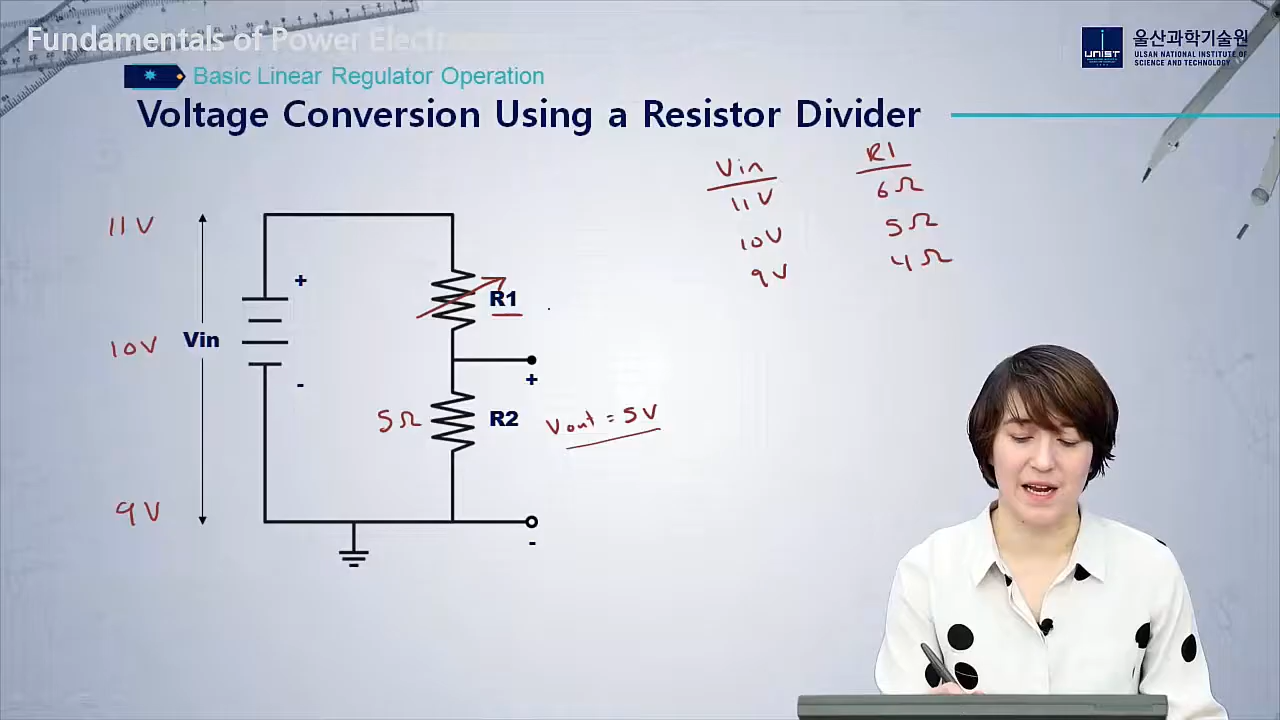 Fundamentals of Power Electr
UNIST
울산과학기술원
ULSAN NATIONAL INSTITUTE OF
SCIENCE AND TECHNOLOGY
Basic Linear Regulator Operation
Voltage Conversion Using a Resistor Divider
Vin R1
11V 6Ω
10V 5Ω
9V 4Ω
11V
+
R1
10V
Vin
-
+
5Ω R2 Vout = 5V
9V
-